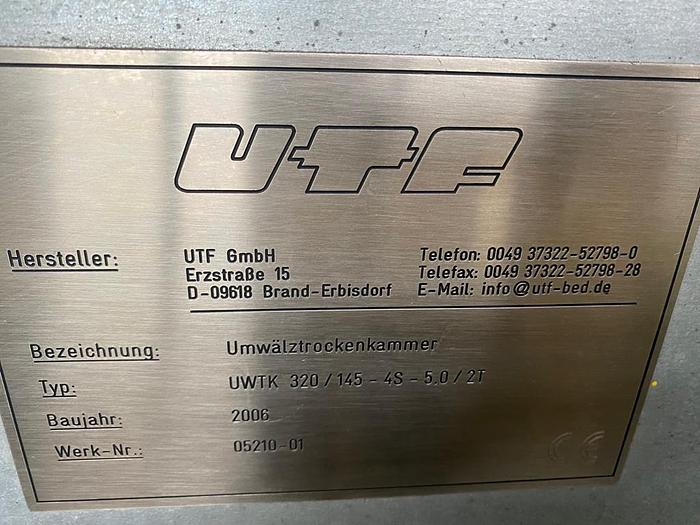 UTF
Hersteller: UTF GmbH Telefon: 0049 37322-52798-0
Erzstraße 15 Telefax: 0049 37322-52798-28
D-09618 Brand-Erbisdorf E-Mail: info@utf-bed.de
Bezeichnung: Umwälztrockenkammer
Typ: UWTK 320/145-4S-5.0/2T
Baujahr: 2006
Werk-Nr.: 05210-01
CE